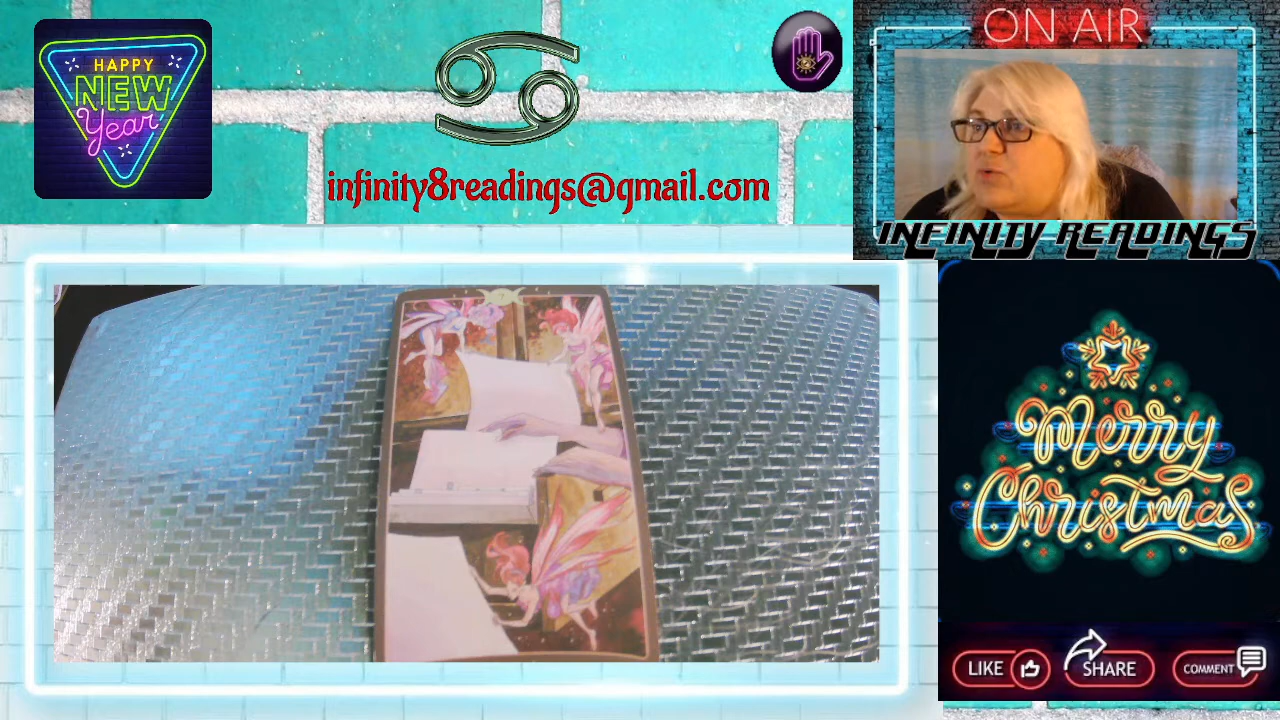 HAPPY
NEW
Year
infinity8readings@gmail.com
ON AIR
INFINITY READINGS
Merry
Christmas
LIKE
SHARE
COMMENT